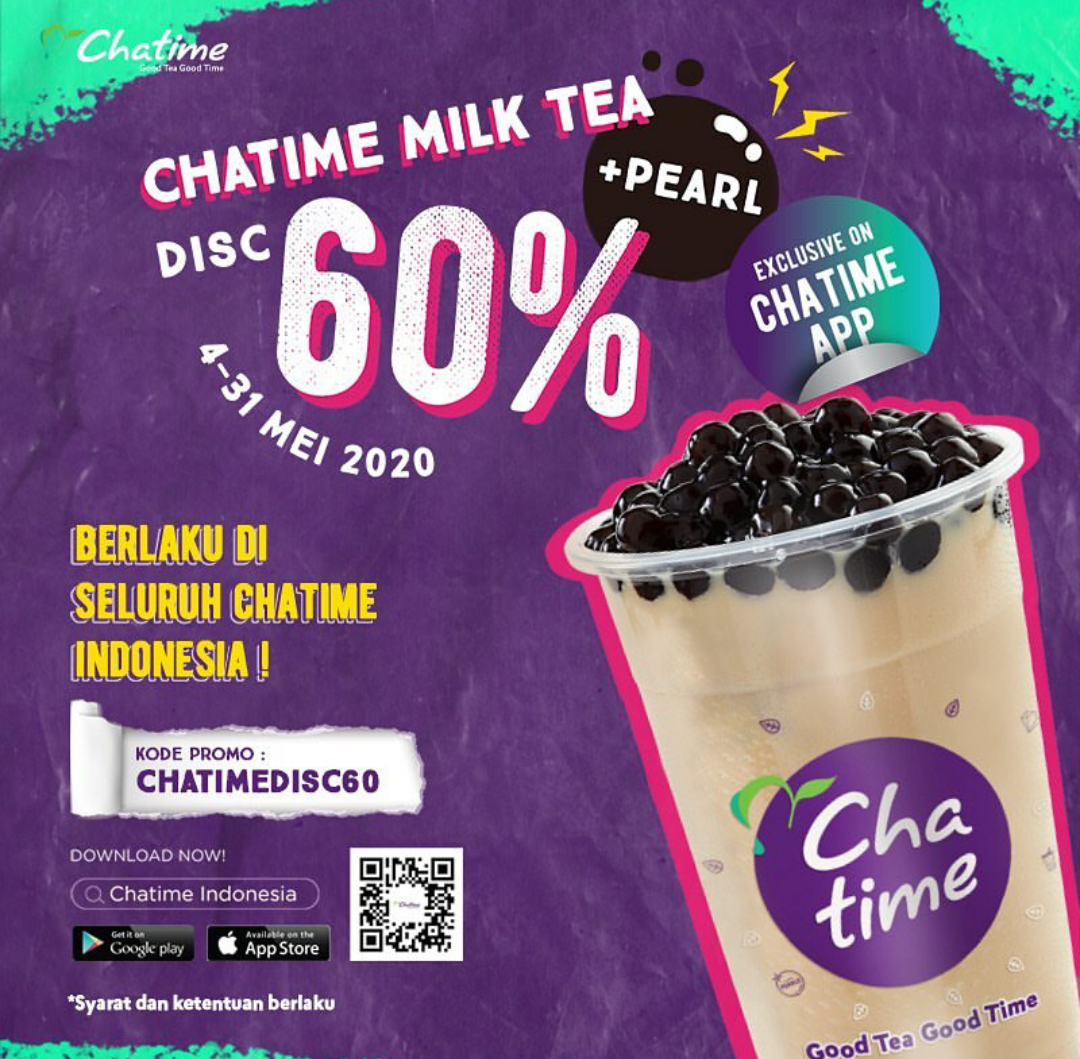 Chatime
Good Tea Good Time
CHATIME MILK TEA
+PEARL
DISC 60%
4-31 MEI 2020
EXCLUSIVE ON
CHATIME
APP
BERLAKU DI
SELURUH CHATIME
INDONESIA !
KODE PROMO :
CHATIMEDISC60
DOWNLOAD NOW!
Chatime Indonesia
Get it on
Google play
Available on the
App Store
*Syarat dan ketentuan berlaku
Cha
time
Good Tea Good Time